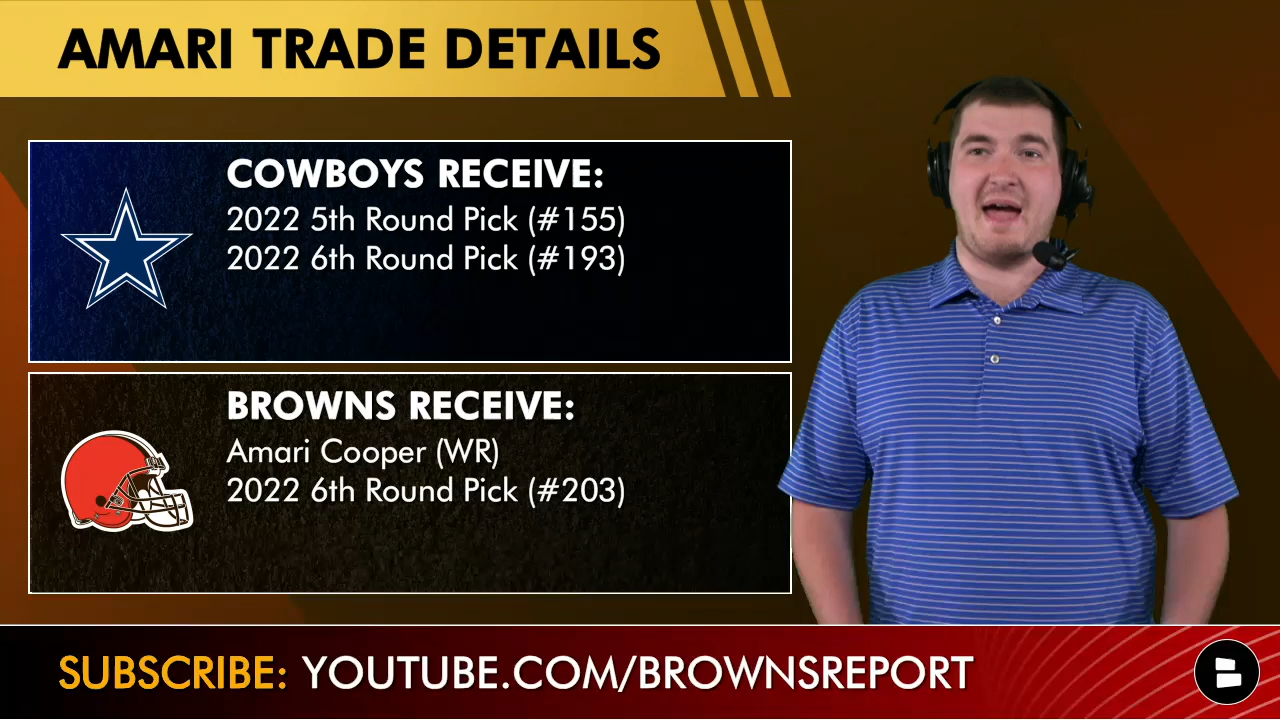 AMARI TRADE DETAILS
COWBOYS RECEIVE:
2022 5th Round Pick (#155)
2022 6th Round Pick (#193)
BROWNS RECEIVE:
Amari Cooper (WR)
2022 6th Round Pick (#203)
SUBSCRIBE: YOUTUBE.COM/BROWNSREPORT